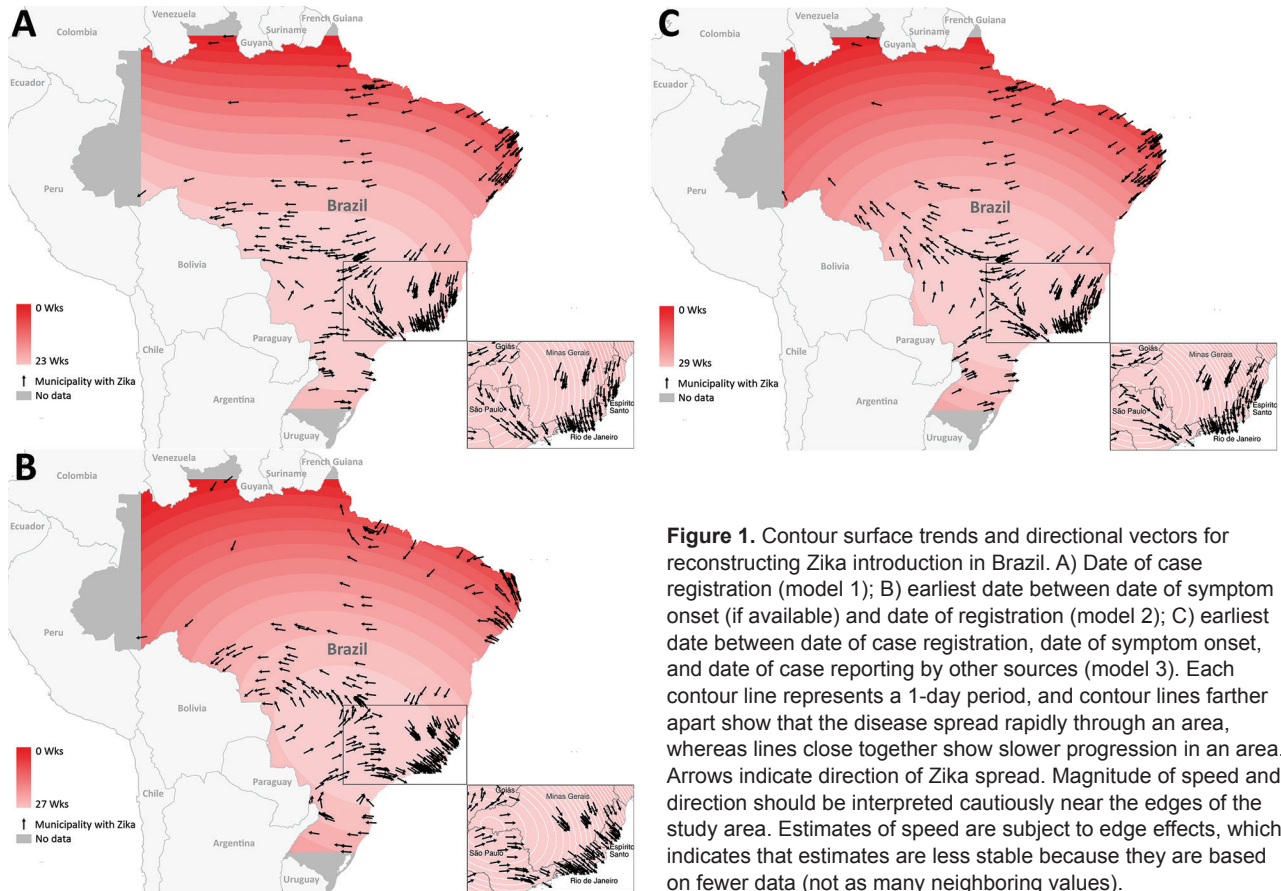 A
Venezuela
French Guiana
Suriname
Colombia
Guyana
Ecuador
Peru
Brazil
Bolivia
0 Wks
23 Wks
Paraguay
Chile
Municipality with Zika
No data
Argentina
Uruguay
Goiás
Minas Gerais
São Paulo
Espírito
Santo
Rio de Janeiro
B
Venezuela
French Guiana
Suriname
Colombia
Guyana
Ecuador
Peru
Brazil
Bolivia
0 Wks
27 Wks
Paraguay
Chile
Municipality with Zika
No data
Argentina
Uruguay
Goiás
Minas Gerais
São Paulo
Espírito
Santo
Rio de Janeiro
C
Venezuela
French Guiana
Suriname
Colombia
Guyana
Ecuador
Peru
Brazil
Bolivia
0 Wks
29 Wks
Paraguay
Chile
Municipality with Zika
No data
Argentina
Uruguay
Goiás
Minas Gerais
São Paulo
Espírito
Santo
Rio de Janeiro
Figure 1. Contour surface trends and directional vectors for
reconstructing Zika introduction in Brazil. A) Date of case
registration (model 1); B) earliest date between date of symptom
onset (if available) and date of registration (model 2); C) earliest
date between date of case registration, date of symptom onset,
and date of case reporting by other sources (model 3). Each
contour line represents a 1-day period, and contour lines farther
apart show that the disease spread rapidly through an area,
whereas lines close together show slower progression in an area.
Arrows indicate direction of Zika spread. Magnitude of speed and
direction should be interpreted cautiously near the edges of the
study area. Estimates of speed are subject to edge effects, which
indicates that estimates are less stable because they are based
on fewer data (not as many neighboring values).